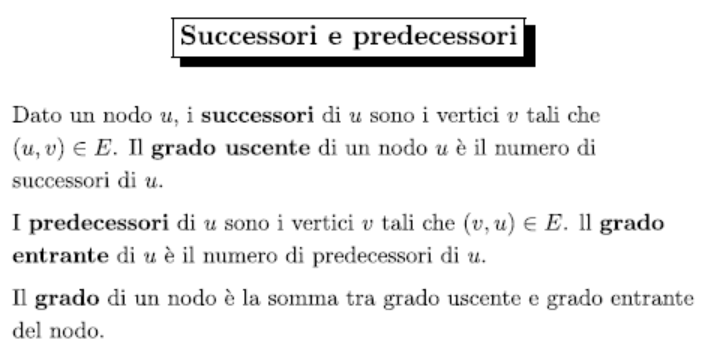 Successori e predecessori
Dato un nodo u, i successori di u sono i vertici v tali che
(u, v) ∈ E. Il grado uscente di un nodo u è il numero di
successori di u.
I predecessori di u sono i vertici v tali che (v, u) ∈ E. ll grado
entrante di u è il numero di predecessori di u.
Il grado di un nodo è la somma tra grado uscente e grado entrante
del nodo.